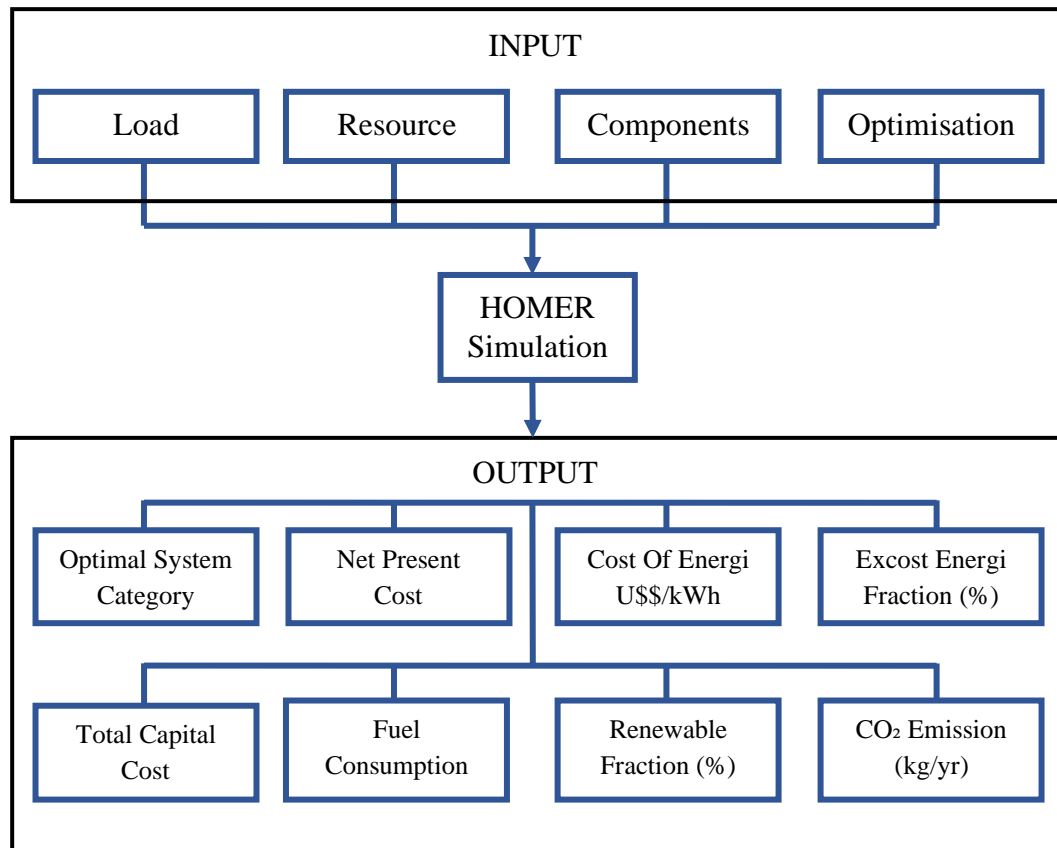 INPUT
Load
Resource
Components
Optimisation
HOMER
Simulation
OUTPUT
Optimal System
Category
Net Present
Cost
Cost Of Energi
U$$/kWh
Excost Energi
Fraction (%)
Total Capital
Cost
Fuel
Consumption
Renewable
Fraction (%)
CO₂ Emission
(kg/yr)